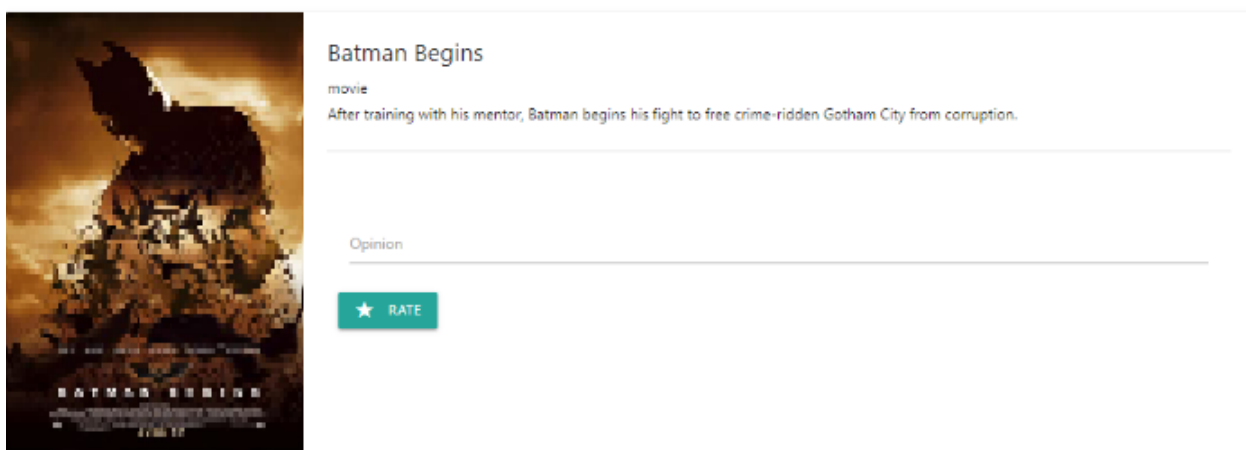 Batman Begins
movie
After training with his mentor, Batman begins his fight to free crime-ridden Gotham City from corruption.
Opinion
RATE
BATMAN BEGINS